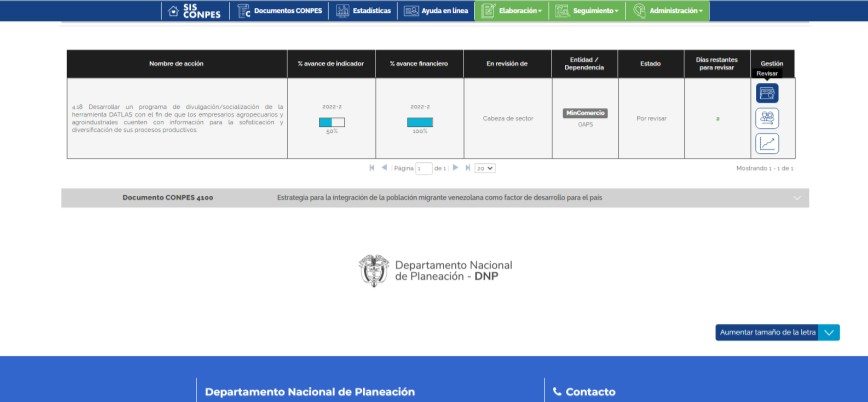 SIS CONPES Documentos CONPES Estadísticas Ayuda en línea Elaboración Seguimiento Administración
Nombre de acción % avance de indicador % avance financiero En revisión de Entidad / Dependencia Estado Días restantes para revisar Gestión
Revisar
4.18 Desarrollar un programa de divulgación/socialización de la
herramienta DATLAS con el fin de que los empresarios agropecuarios y
agroindustriales cuenten con información para la sofisticación y
diversificación de sus procesos productivos.
2022-2 2022-2
50% 100%
Cabeza de sector
MinComercio
DAPS
Por revisar
Página 1 de 1 20
Mostrando 1 - 1 de 1
Documento CONPES 4100 Estrategia para la integración de la población migrante venezolana como factor de desarrollo para el país
Departamento Nacional
de Planeación - DNP
Aumentar tamaño de la letra
Departamento Nacional de Planeación Contacto